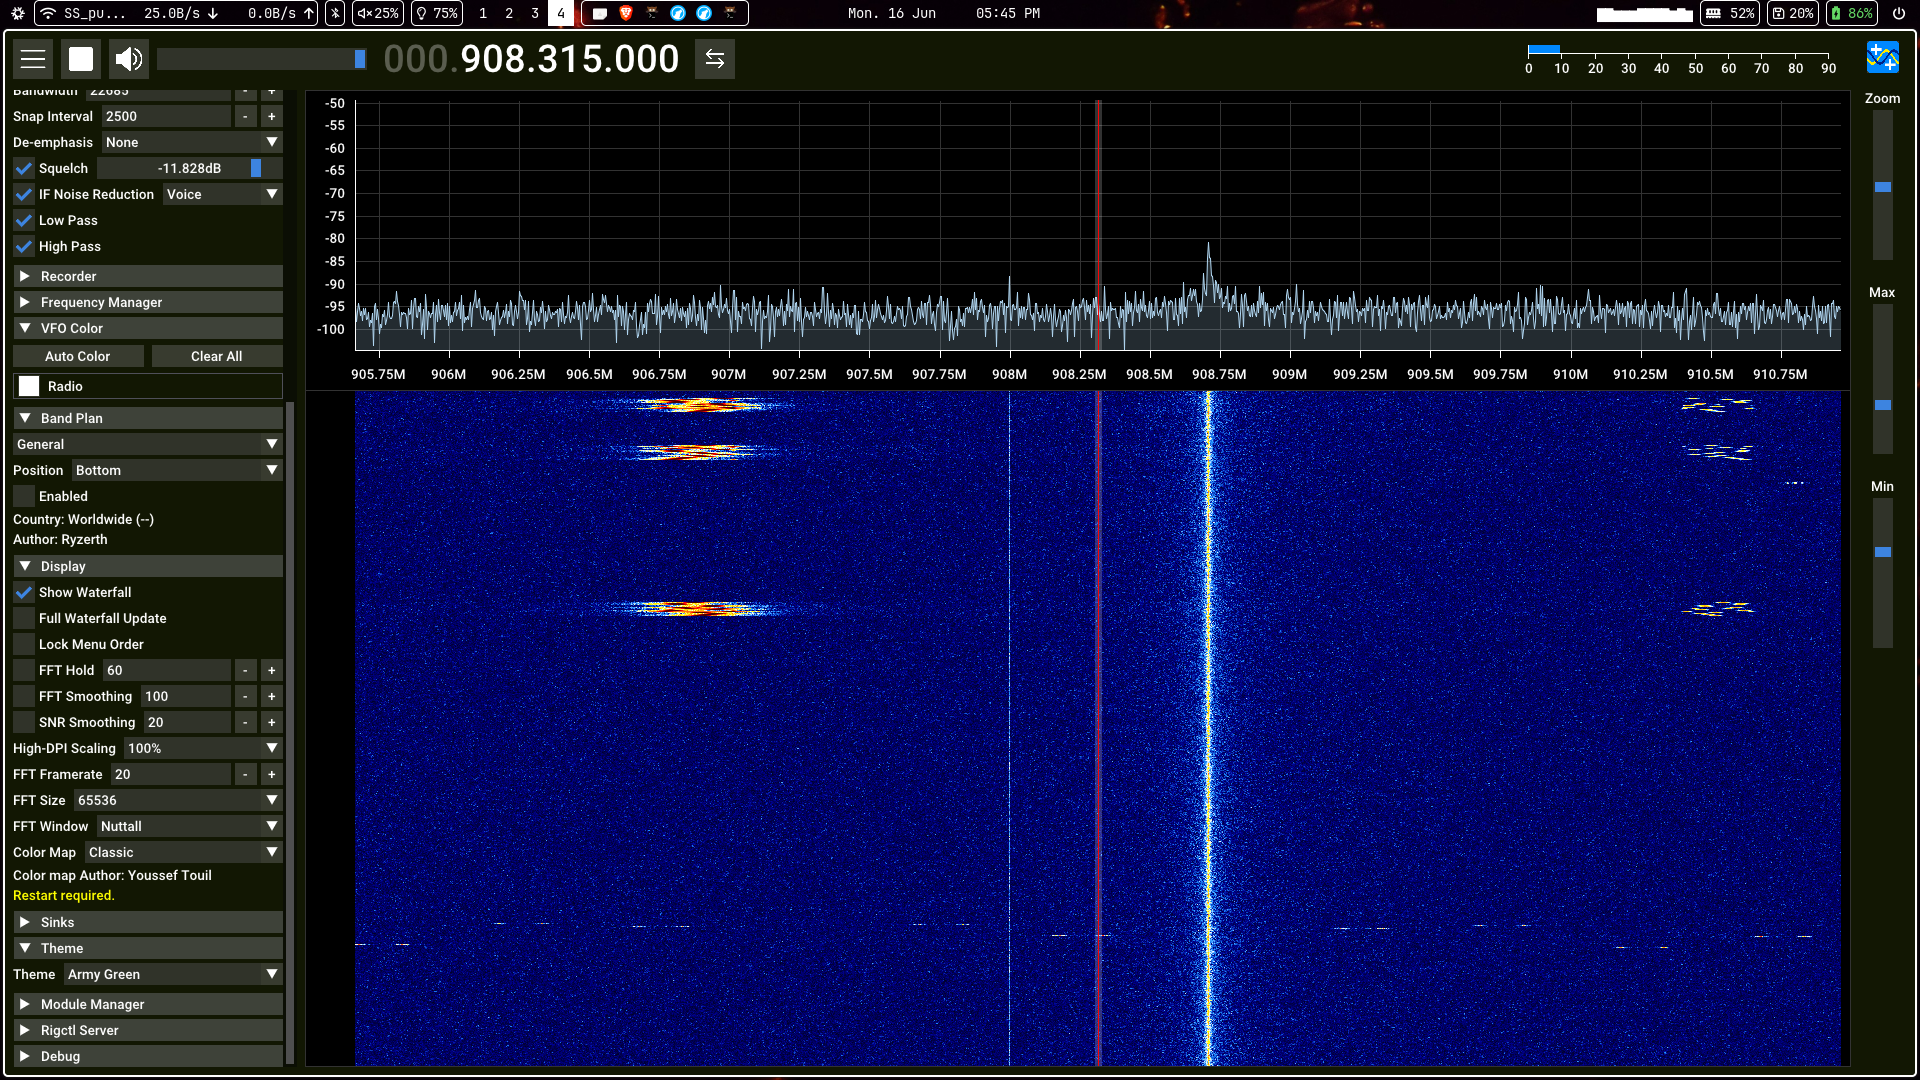 SS_pu... 25.0B/s 0.0B/s 25% 75% 1 2 3 4 Mon. 16 Jun 05:45 PM 52% 20% 86%
000.908.315.000
0 10 20 30 40 50 60 70 80 90
Bandwidth 22685 - +
Snap Interval 2500 - +
De-emphasis None
Squelch -11.828dB
IF Noise Reduction Voice
Low Pass
High Pass
Recorder
Frequency Manager
VFO Color
Auto Color Clear All
Radio
Band Plan
General
Position Bottom
Enabled
Country: Worldwide (--)
Author: Ryzerth
Display
Show Waterfall
Full Waterfall Update
Lock Menu Order
FFT Hold 60 - +
FFT Smoothing 100 - +
SNR Smoothing 20 - +
High-DPI Scaling 100%
FFT Framerate 20 - +
FFT Size 65536
FFT Window Nuttall
Color Map Classic
Color map Author: Youssef Touil
Restart required.
Sinks
Theme
Theme Army Green
Module Manager
Rigctl Server
Debug
-50
-55
-60
-65
-70
-75
-80
-85
-90
-95
-100
905.75M 906M 906.25M 906.5M 906.75M 907M 907.25M 907.5M 907.75M 908M 908.25M 908.5M 908.75M 909M 909.25M 909.5M 909.75M 910M 910.25M 910.5M 910.75M
Zoom
Max
Min